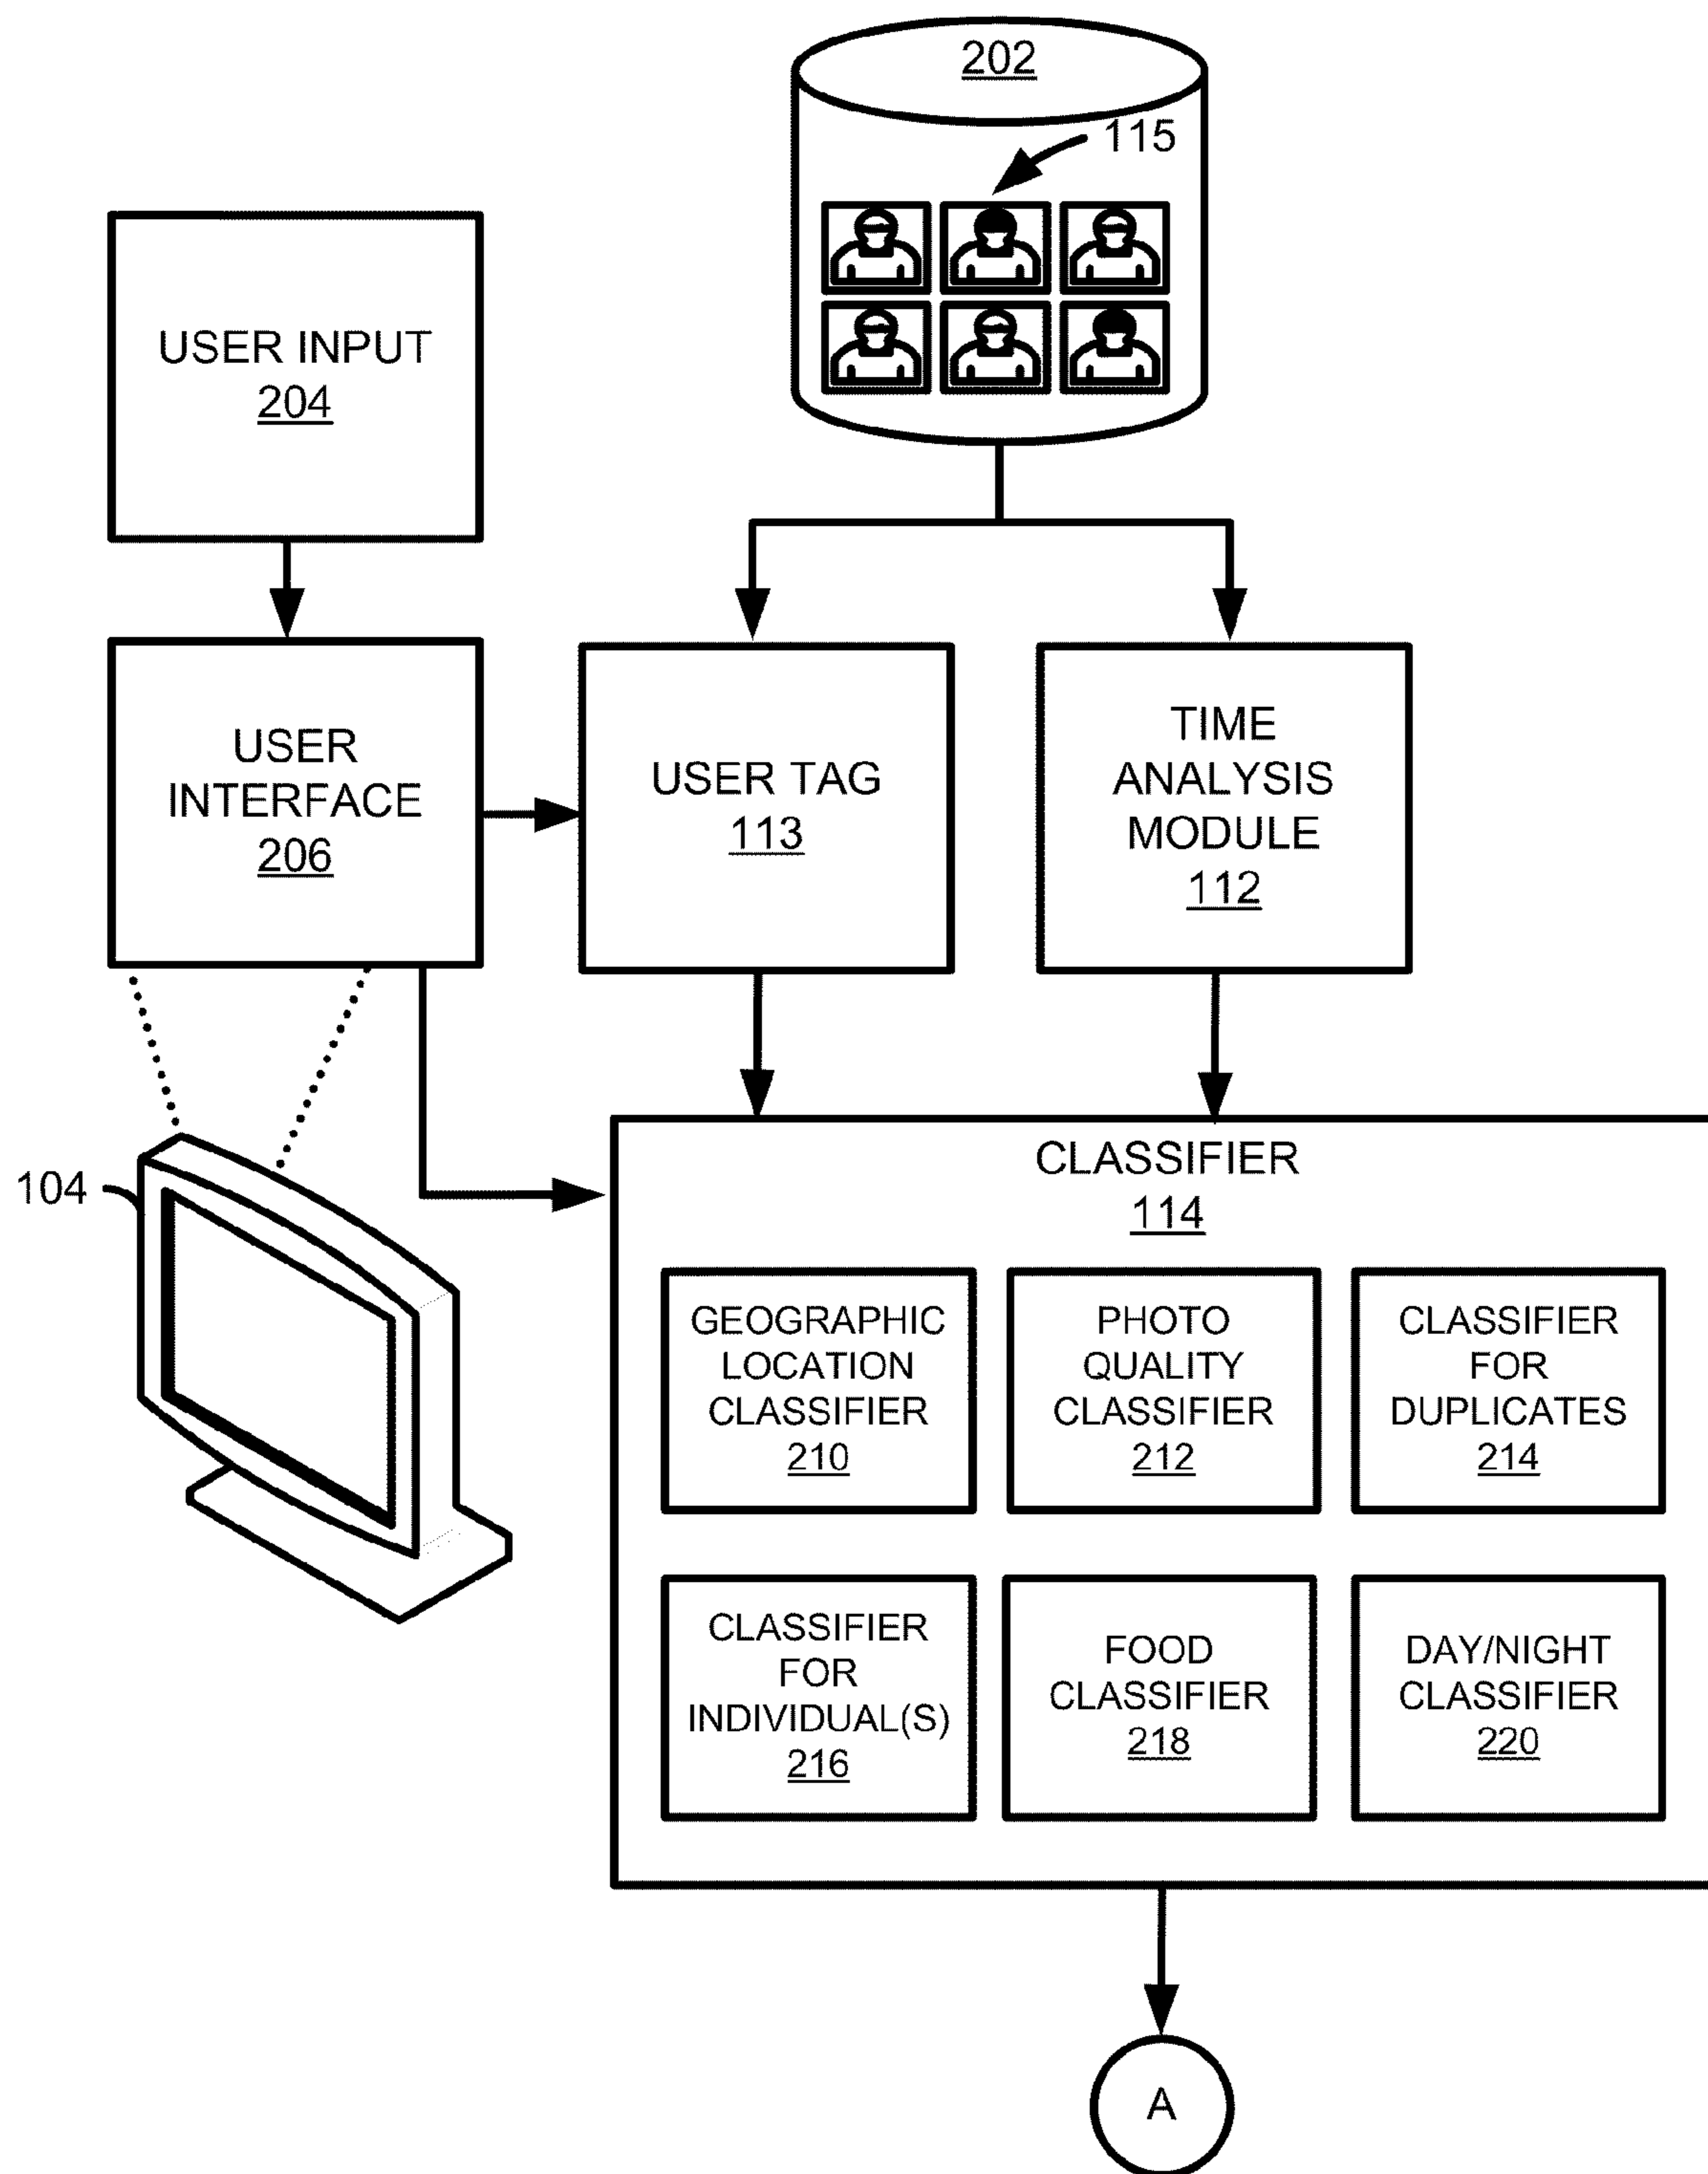 202
115
USER INPUT
204
USER
INTERFACE
206
USER TAG
113
TIME
ANALYSIS
MODULE
112
104
CLASSIFIER
114
GEOGRAPHIC
LOCATION
CLASSIFIER
210
PHOTO
QUALITY
CLASSIFIER
212
CLASSIFIER
FOR
DUPLICATES
214
CLASSIFIER
FOR
INDIVIDUAL(S)
216
FOOD
CLASSIFIER
218
DAY/NIGHT
CLASSIFIER
220
A